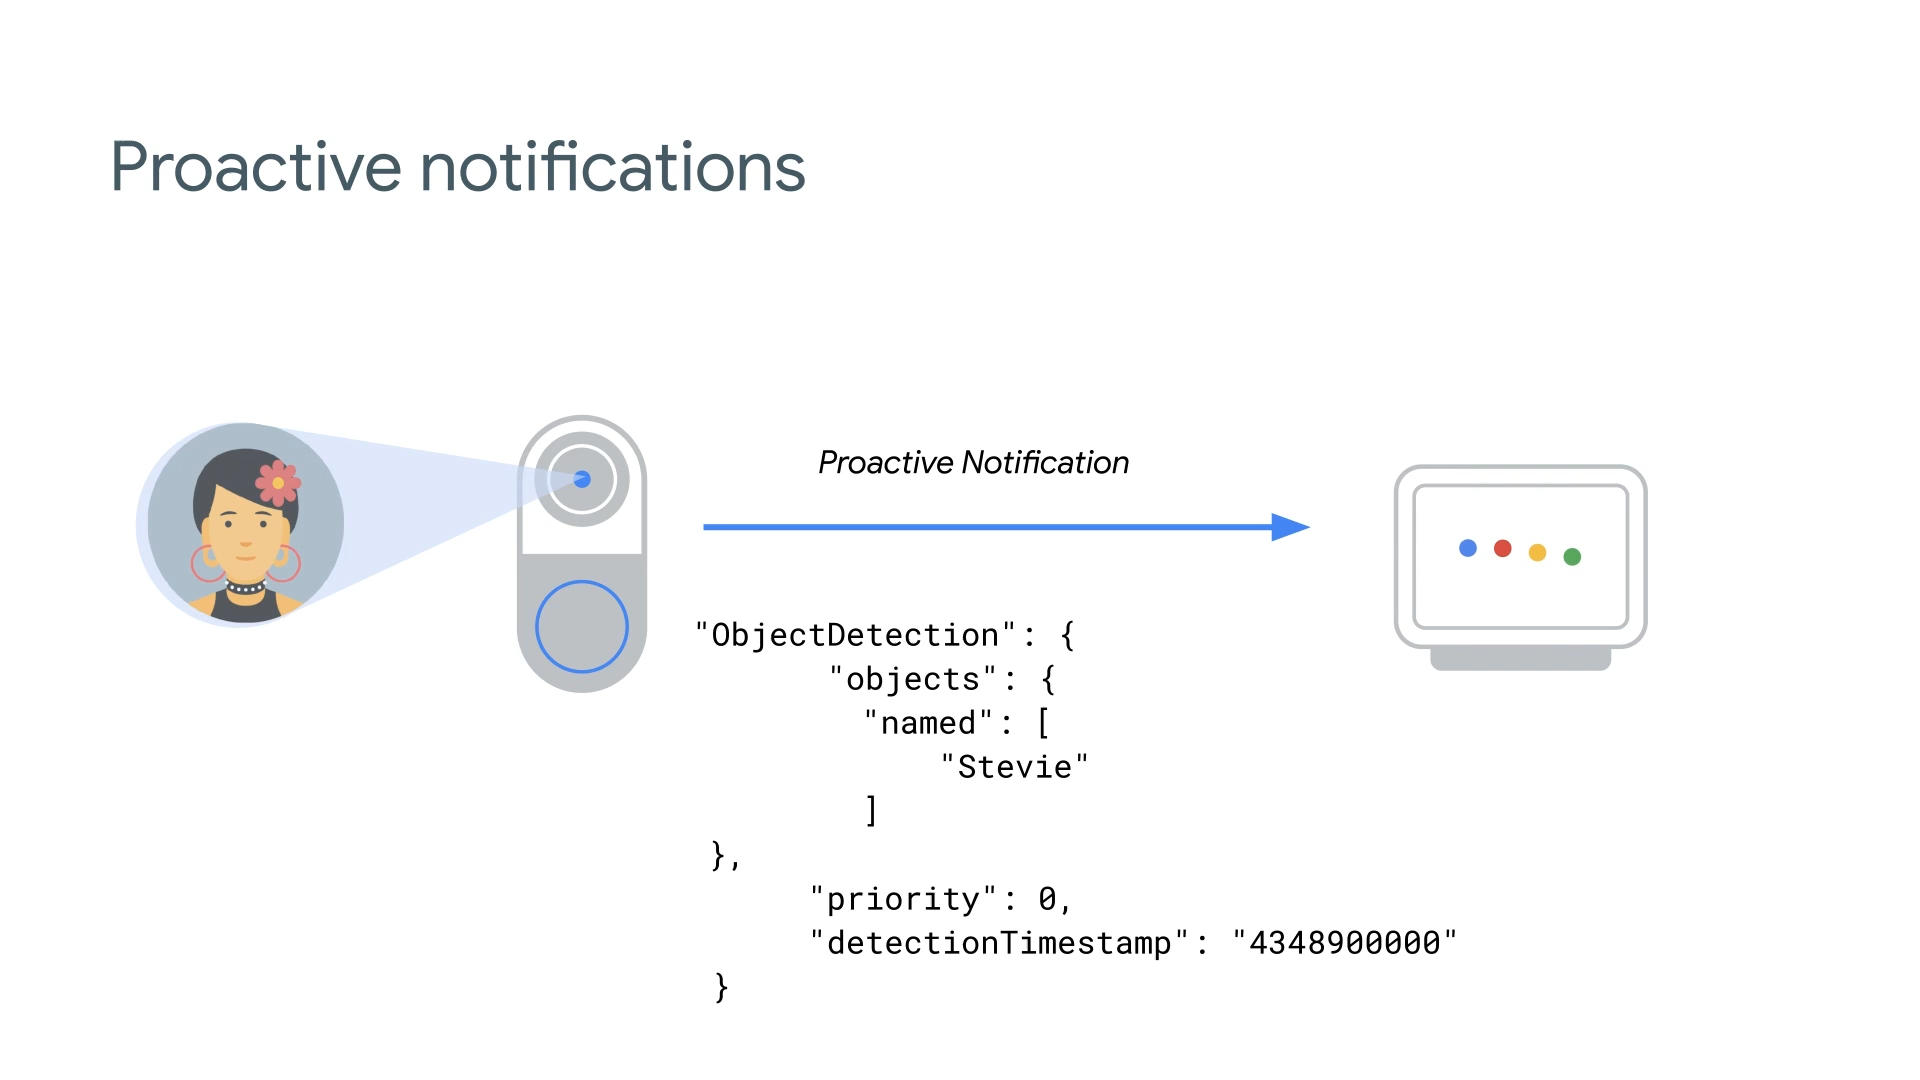 Proactive notifications
Proactive Notification
"ObjectDetection": {
"objects": {
"named": [
"Stevie"
]
},
"priority": 0,
"detectionTimestamp": "4348900000"
}